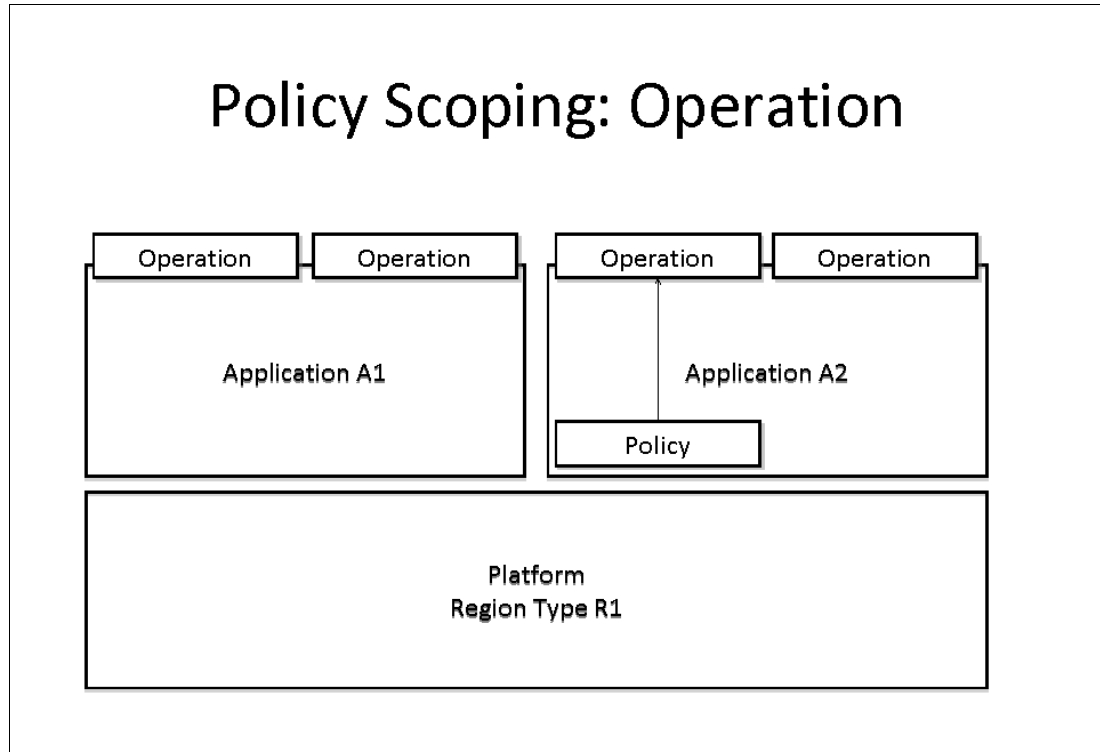 Policy Scoping: Operation
Operation
Operation
Operation
Operation
Application A1
Application A2
Policy
Platform
Region Type R1